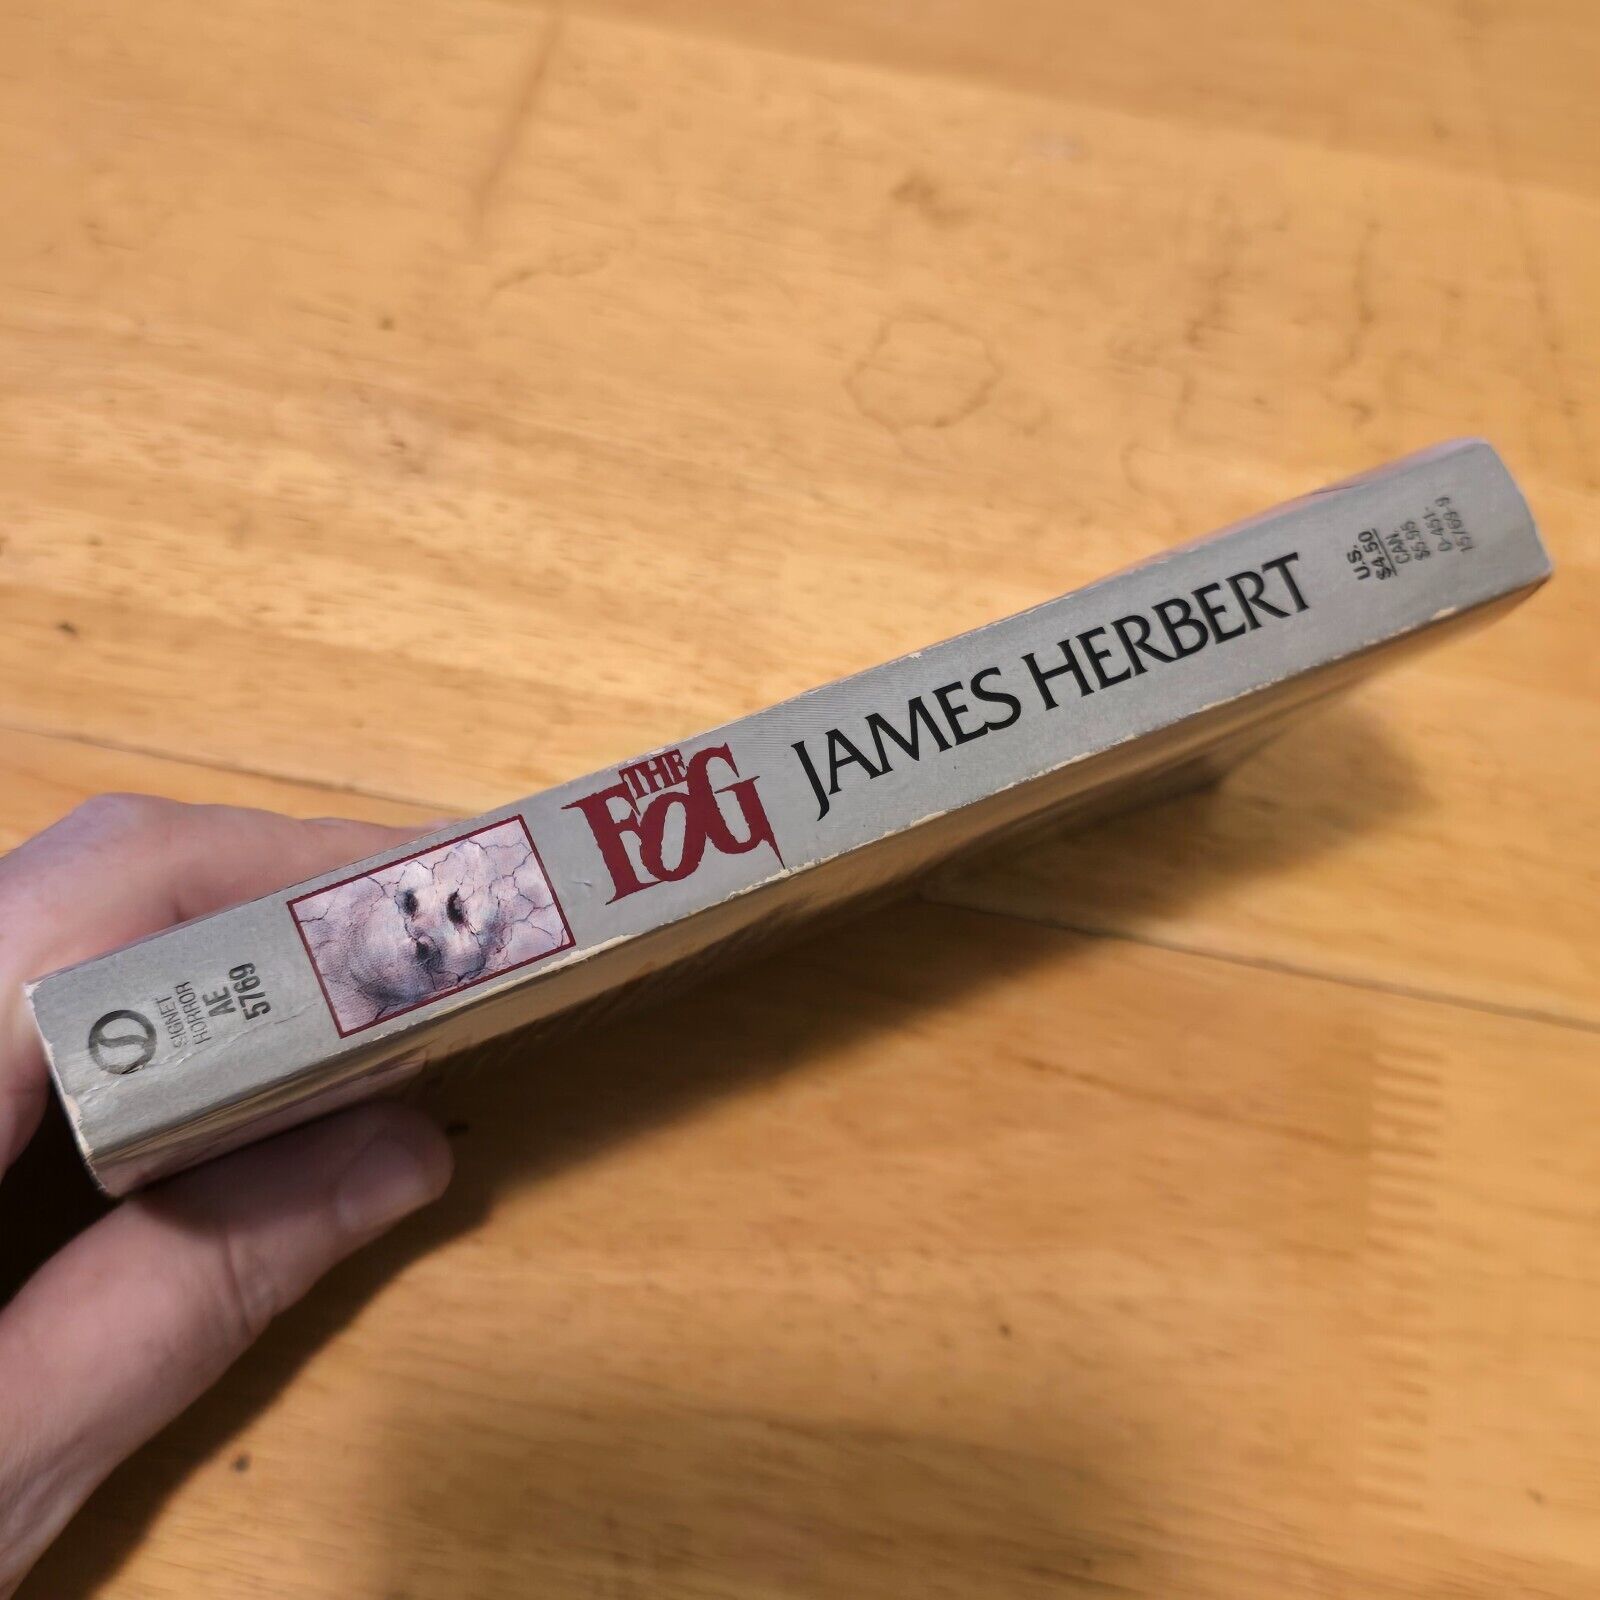 SIGNET
HORROR
AE
5769
THE
FOG
JAMES HERBERT
U.S.
$4.50
CAN.
$5.95
0-451-
15769-9